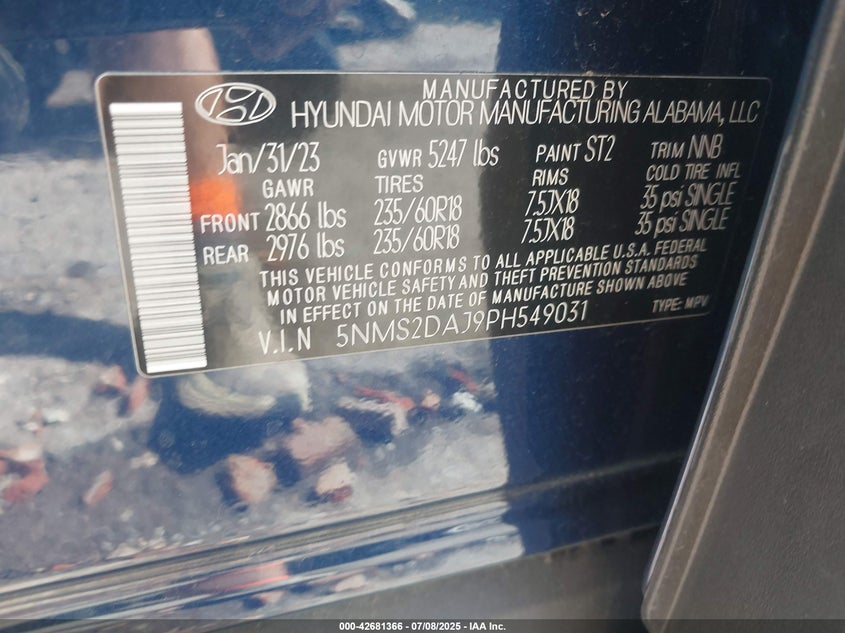 MANUFACTURED BY
HYUNDAI MOTOR MANUFACTURING ALABAMA, LLC
Jan/31/23 GVWR 5247 lbs PAINT ST2 TRIM NNB
GAWR TIRES RIMS COLD TIRE INFL
FRONT 2866 lbs 235/60R18 7.5JX18 35 psi SINGLE
REAR 2976 lbs 235/60R18 7.5JX18 35 psi SINGLE
THIS VEHICLE CONFORMS TO ALL APPLICABLE U.S.A. FEDERAL
MOTOR VEHICLE SAFETY AND THEFT PREVENTION STANDARDS
IN EFFECT ON THE DATE OF MANUFACTURE SHOWN ABOVE
V.I.N 5NMS2DAJ9PH549031 TYPE: MPV
000-42681366 - 07/08/2025 - IAA Inc.